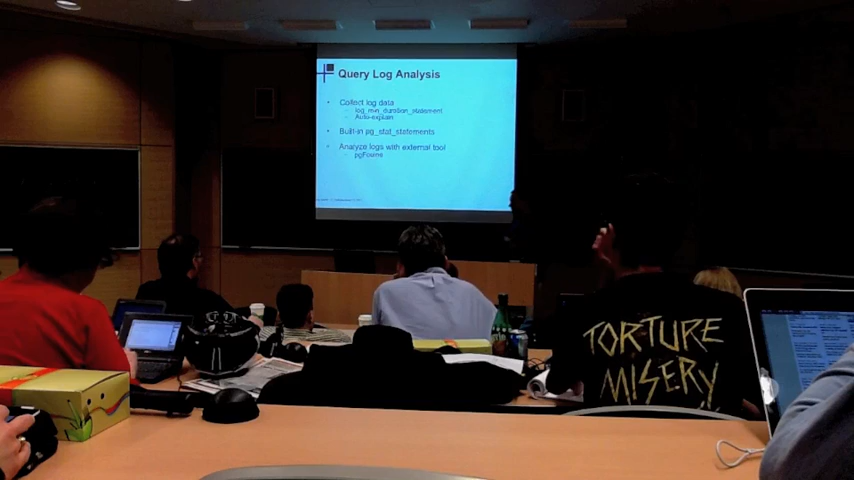 Query Log Analysis
Collect log data
log_min_duration_statement
Auto-explain
Built-in pg_stat_statements
Analyze logs with external tool
TORTURE
MISERY